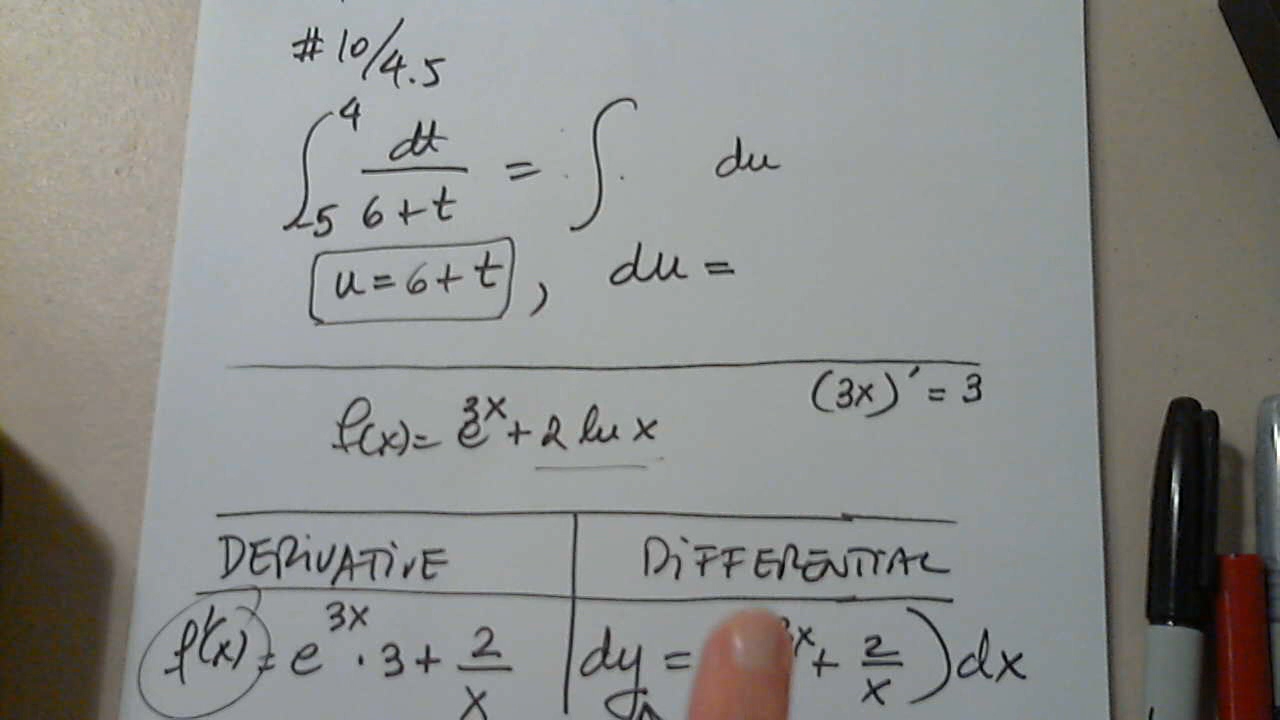 #10/4.5
∫₋₅⁴ dt/(6+t) = ∫ du
u = 6+t, du =
(3x)' = 3
f(x) = e^3x + 2 ln x
DERIVATIVE | DIFFERENTIAL
f'(x) = e^3x · 3 + 2/x | dy = 3x + 2/x) dx